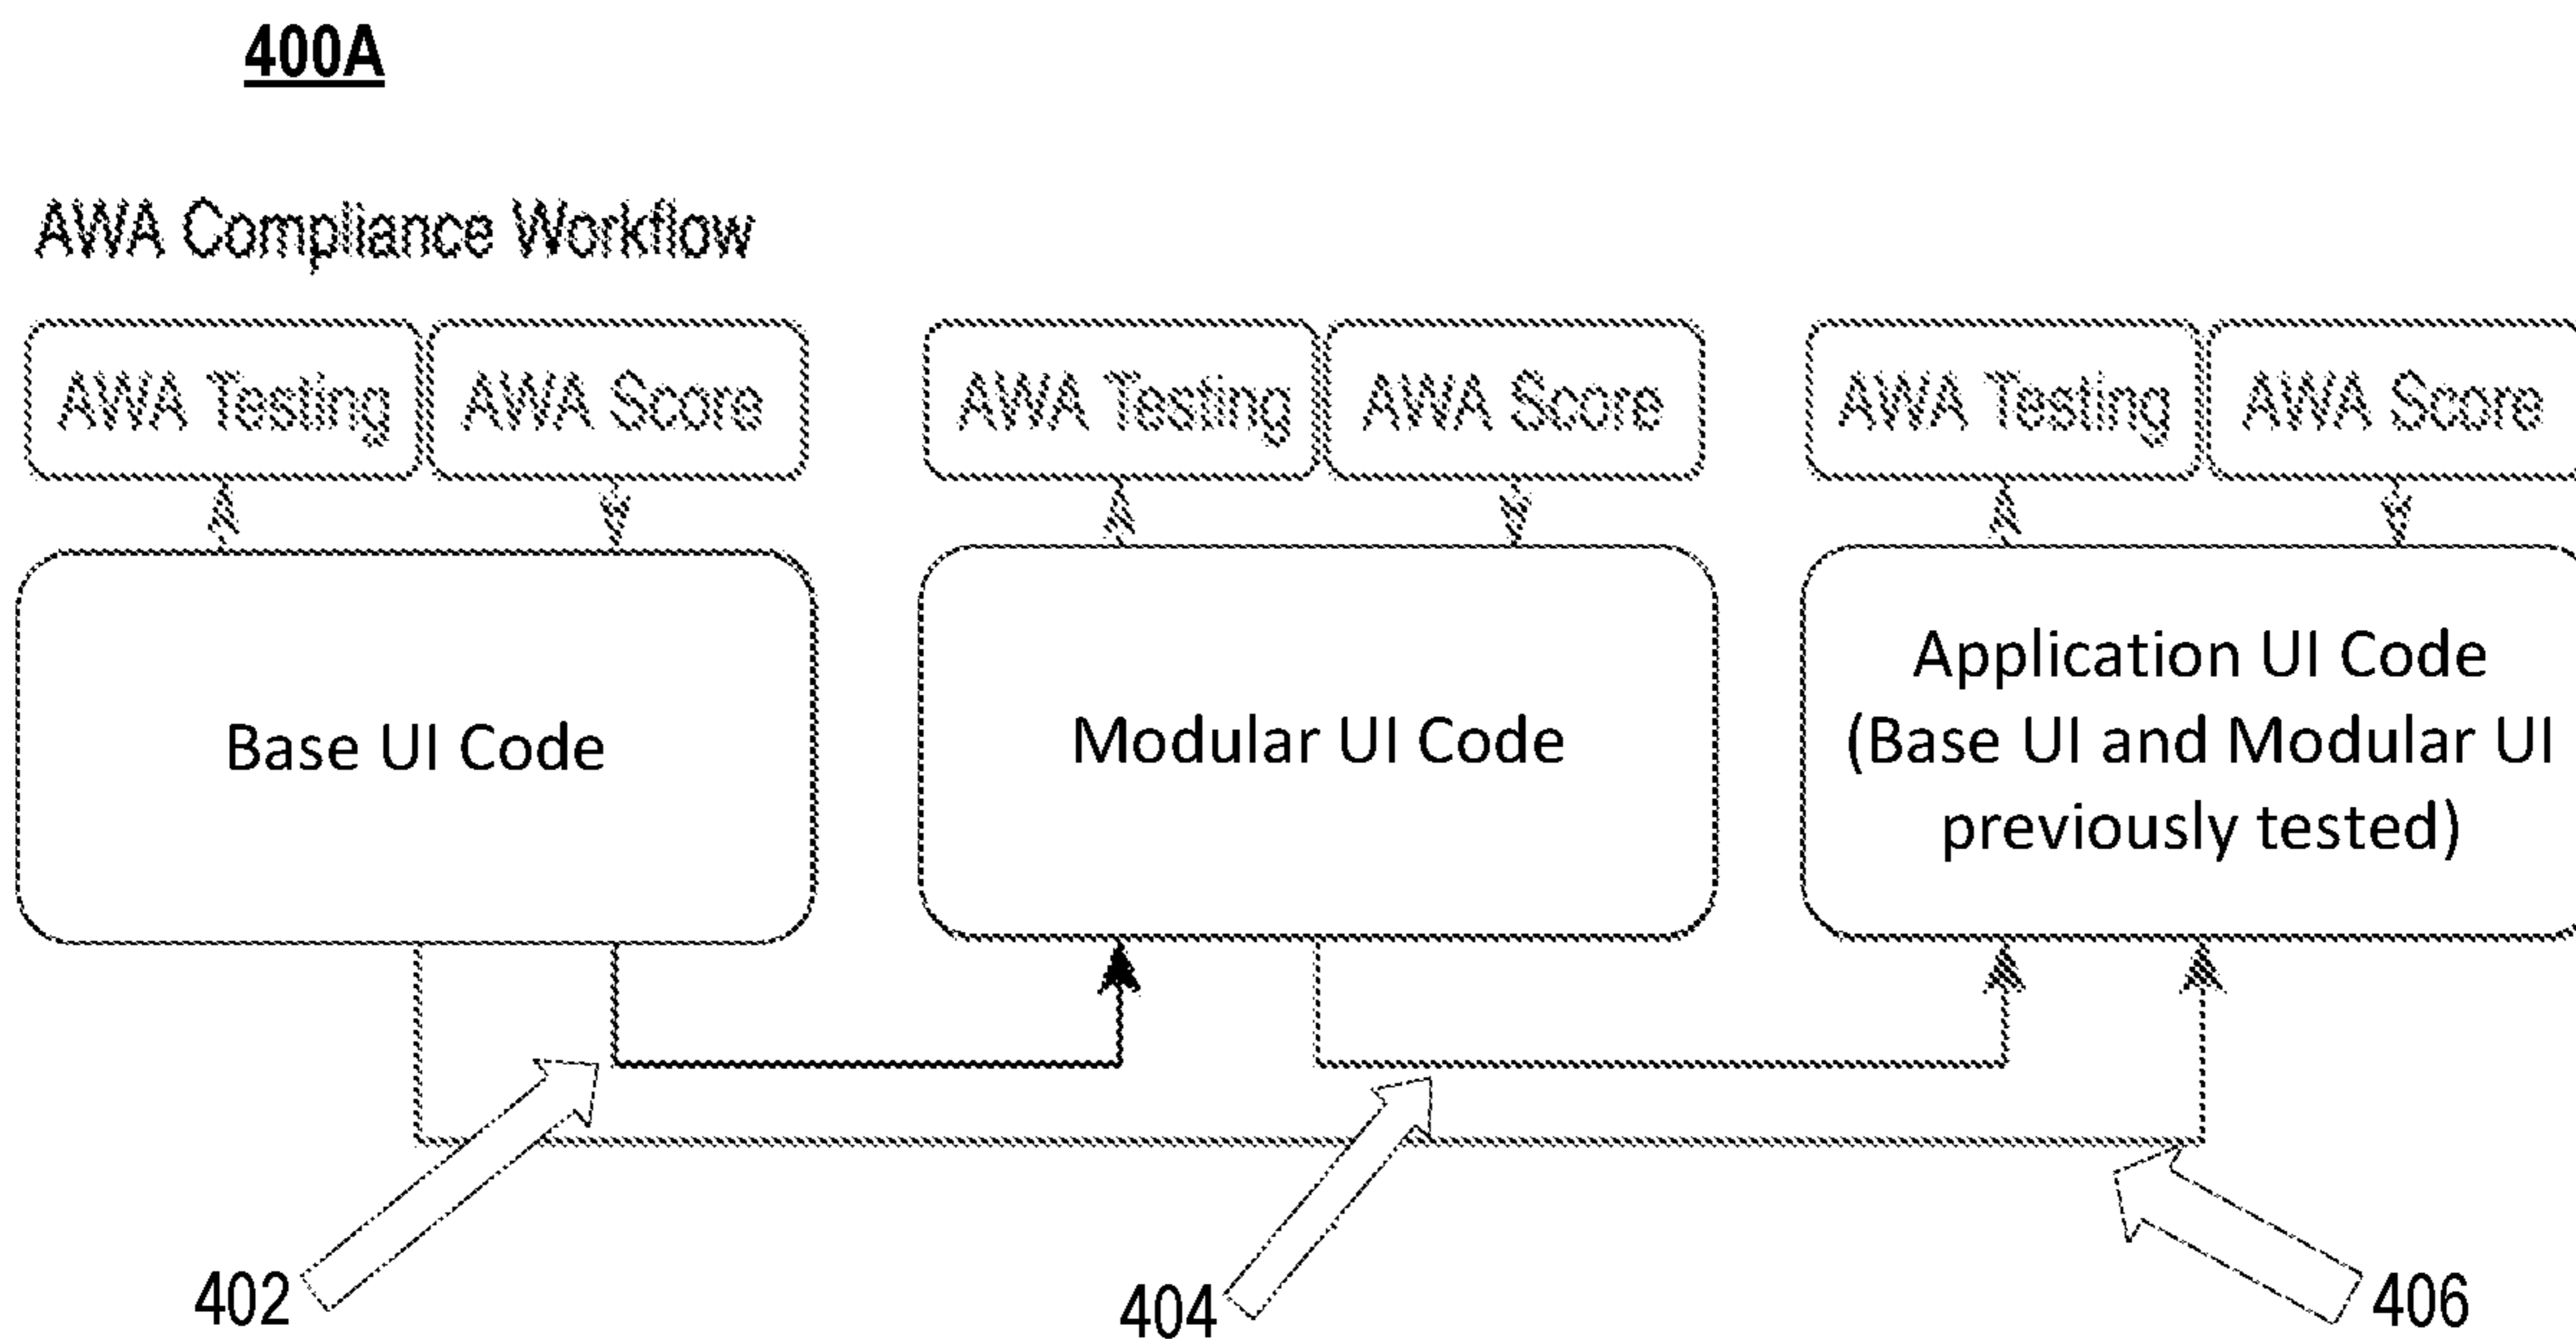 400A
AWA Compliance Workflow
AWA Testing
AWA Score
AWA Testing
AWA Score
AWA Testing
AWA Score
Base UI Code
Modular UI Code
Application UI Code
(Base UI and Modular UI
previously tested)
402
404
406